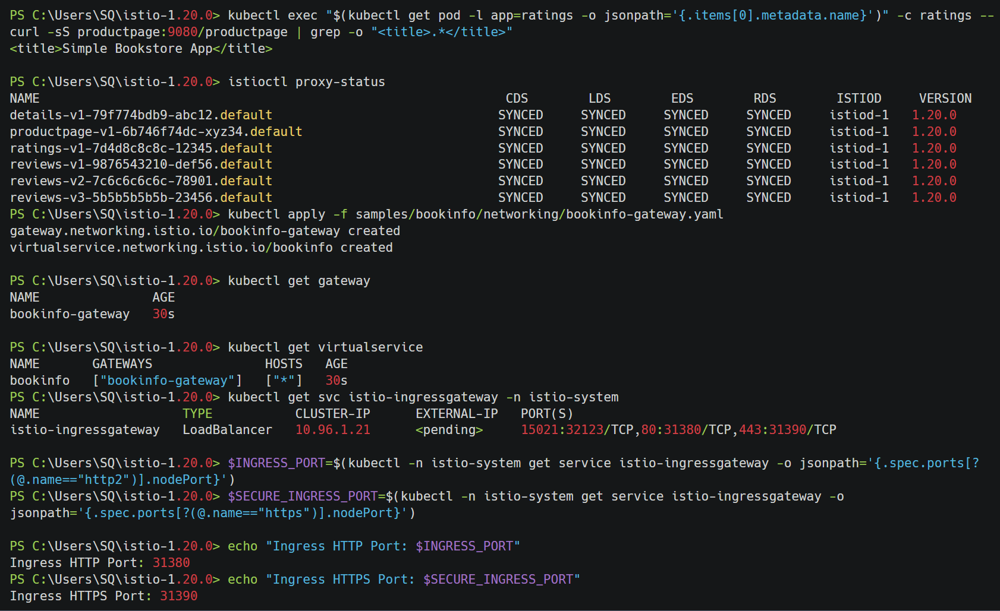 PS C:\Users\SQ\istio-1.20.0> kubectl exec "$(kubectl get pod -l app=ratings -o jsonpath='{.items[0].metadata.name}')" -c ratings --
curl -sS productpage:9080/productpage | grep -o "<title>.*</title>"
<title>Simple Bookstore App</title>
PS C:\Users\SQ\istio-1.20.0> istioctl proxy-status
NAME CDS LDS EDS RDS ISTIOD VERSION
details-v1-79f774bdb9-abc12.default SYNCED SYNCED SYNCED SYNCED istiod-1 1.20.0
productpage-v1-6b746f74dc-xyz34.default SYNCED SYNCED SYNCED SYNCED istiod-1 1.20.0
ratings-v1-7d4d8c8c8c-12345.default SYNCED SYNCED SYNCED SYNCED istiod-1 1.20.0
reviews-v1-9876543210-def56.default SYNCED SYNCED SYNCED SYNCED istiod-1 1.20.0
reviews-v2-7c6c6c6c6c-78901.default SYNCED SYNCED SYNCED SYNCED istiod-1 1.20.0
reviews-v3-5b5b5b5b5b-23456.default SYNCED SYNCED SYNCED SYNCED istiod-1 1.20.0
PS C:\Users\SQ\istio-1.20.0> kubectl apply -f samples/bookinfo/networking/bookinfo-gateway.yaml
gateway.networking.istio.io/bookinfo-gateway created
virtualservice.networking.istio.io/bookinfo created
PS C:\Users\SQ\istio-1.20.0> kubectl get gateway
NAME AGE
bookinfo-gateway 30s
PS C:\Users\SQ\istio-1.20.0> kubectl get virtualservice
NAME GATEWAYS HOSTS AGE
bookinfo ["bookinfo-gateway"] ["*"] 30s
PS C:\Users\SQ\istio-1.20.0> kubectl get svc istio-ingressgateway -n istio-system
NAME TYPE CLUSTER-IP EXTERNAL-IP PORT(S)
istio-ingressgateway LoadBalancer 10.96.1.21 <pending> 15021:32123/TCP,80:31380/TCP,443:31390/TCP
PS C:\Users\SQ\istio-1.20.0> $INGRESS_PORT=$(kubectl -n istio-system get service istio-ingressgateway -o jsonpath='{.spec.ports[?
(@.name=="http2")].nodePort}')
PS C:\Users\SQ\istio-1.20.0> $SECURE_INGRESS_PORT=$(kubectl -n istio-system get service istio-ingressgateway -o
jsonpath='{.spec.ports[?(@.name=="https")].nodePort}')
PS C:\Users\SQ\istio-1.20.0> echo "Ingress HTTP Port: $INGRESS_PORT"
Ingress HTTP Port: 31380
PS C:\Users\SQ\istio-1.20.0> echo "Ingress HTTPS Port: $SECURE_INGRESS_PORT"
Ingress HTTPS Port: 31390